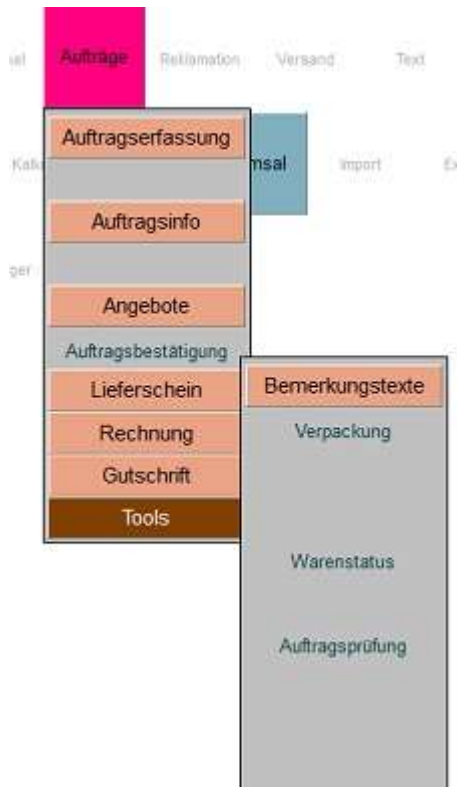 Aufträge Reklamation Versand Text
Auftragserfassung
Import
Auftragsinfo
Angebote
Auftragsbestätigung
Lieferschein Bemerkungstexte
Rechnung Verpackung
Gutschrift
Tools
Warenstatus
Auftragsprüfung